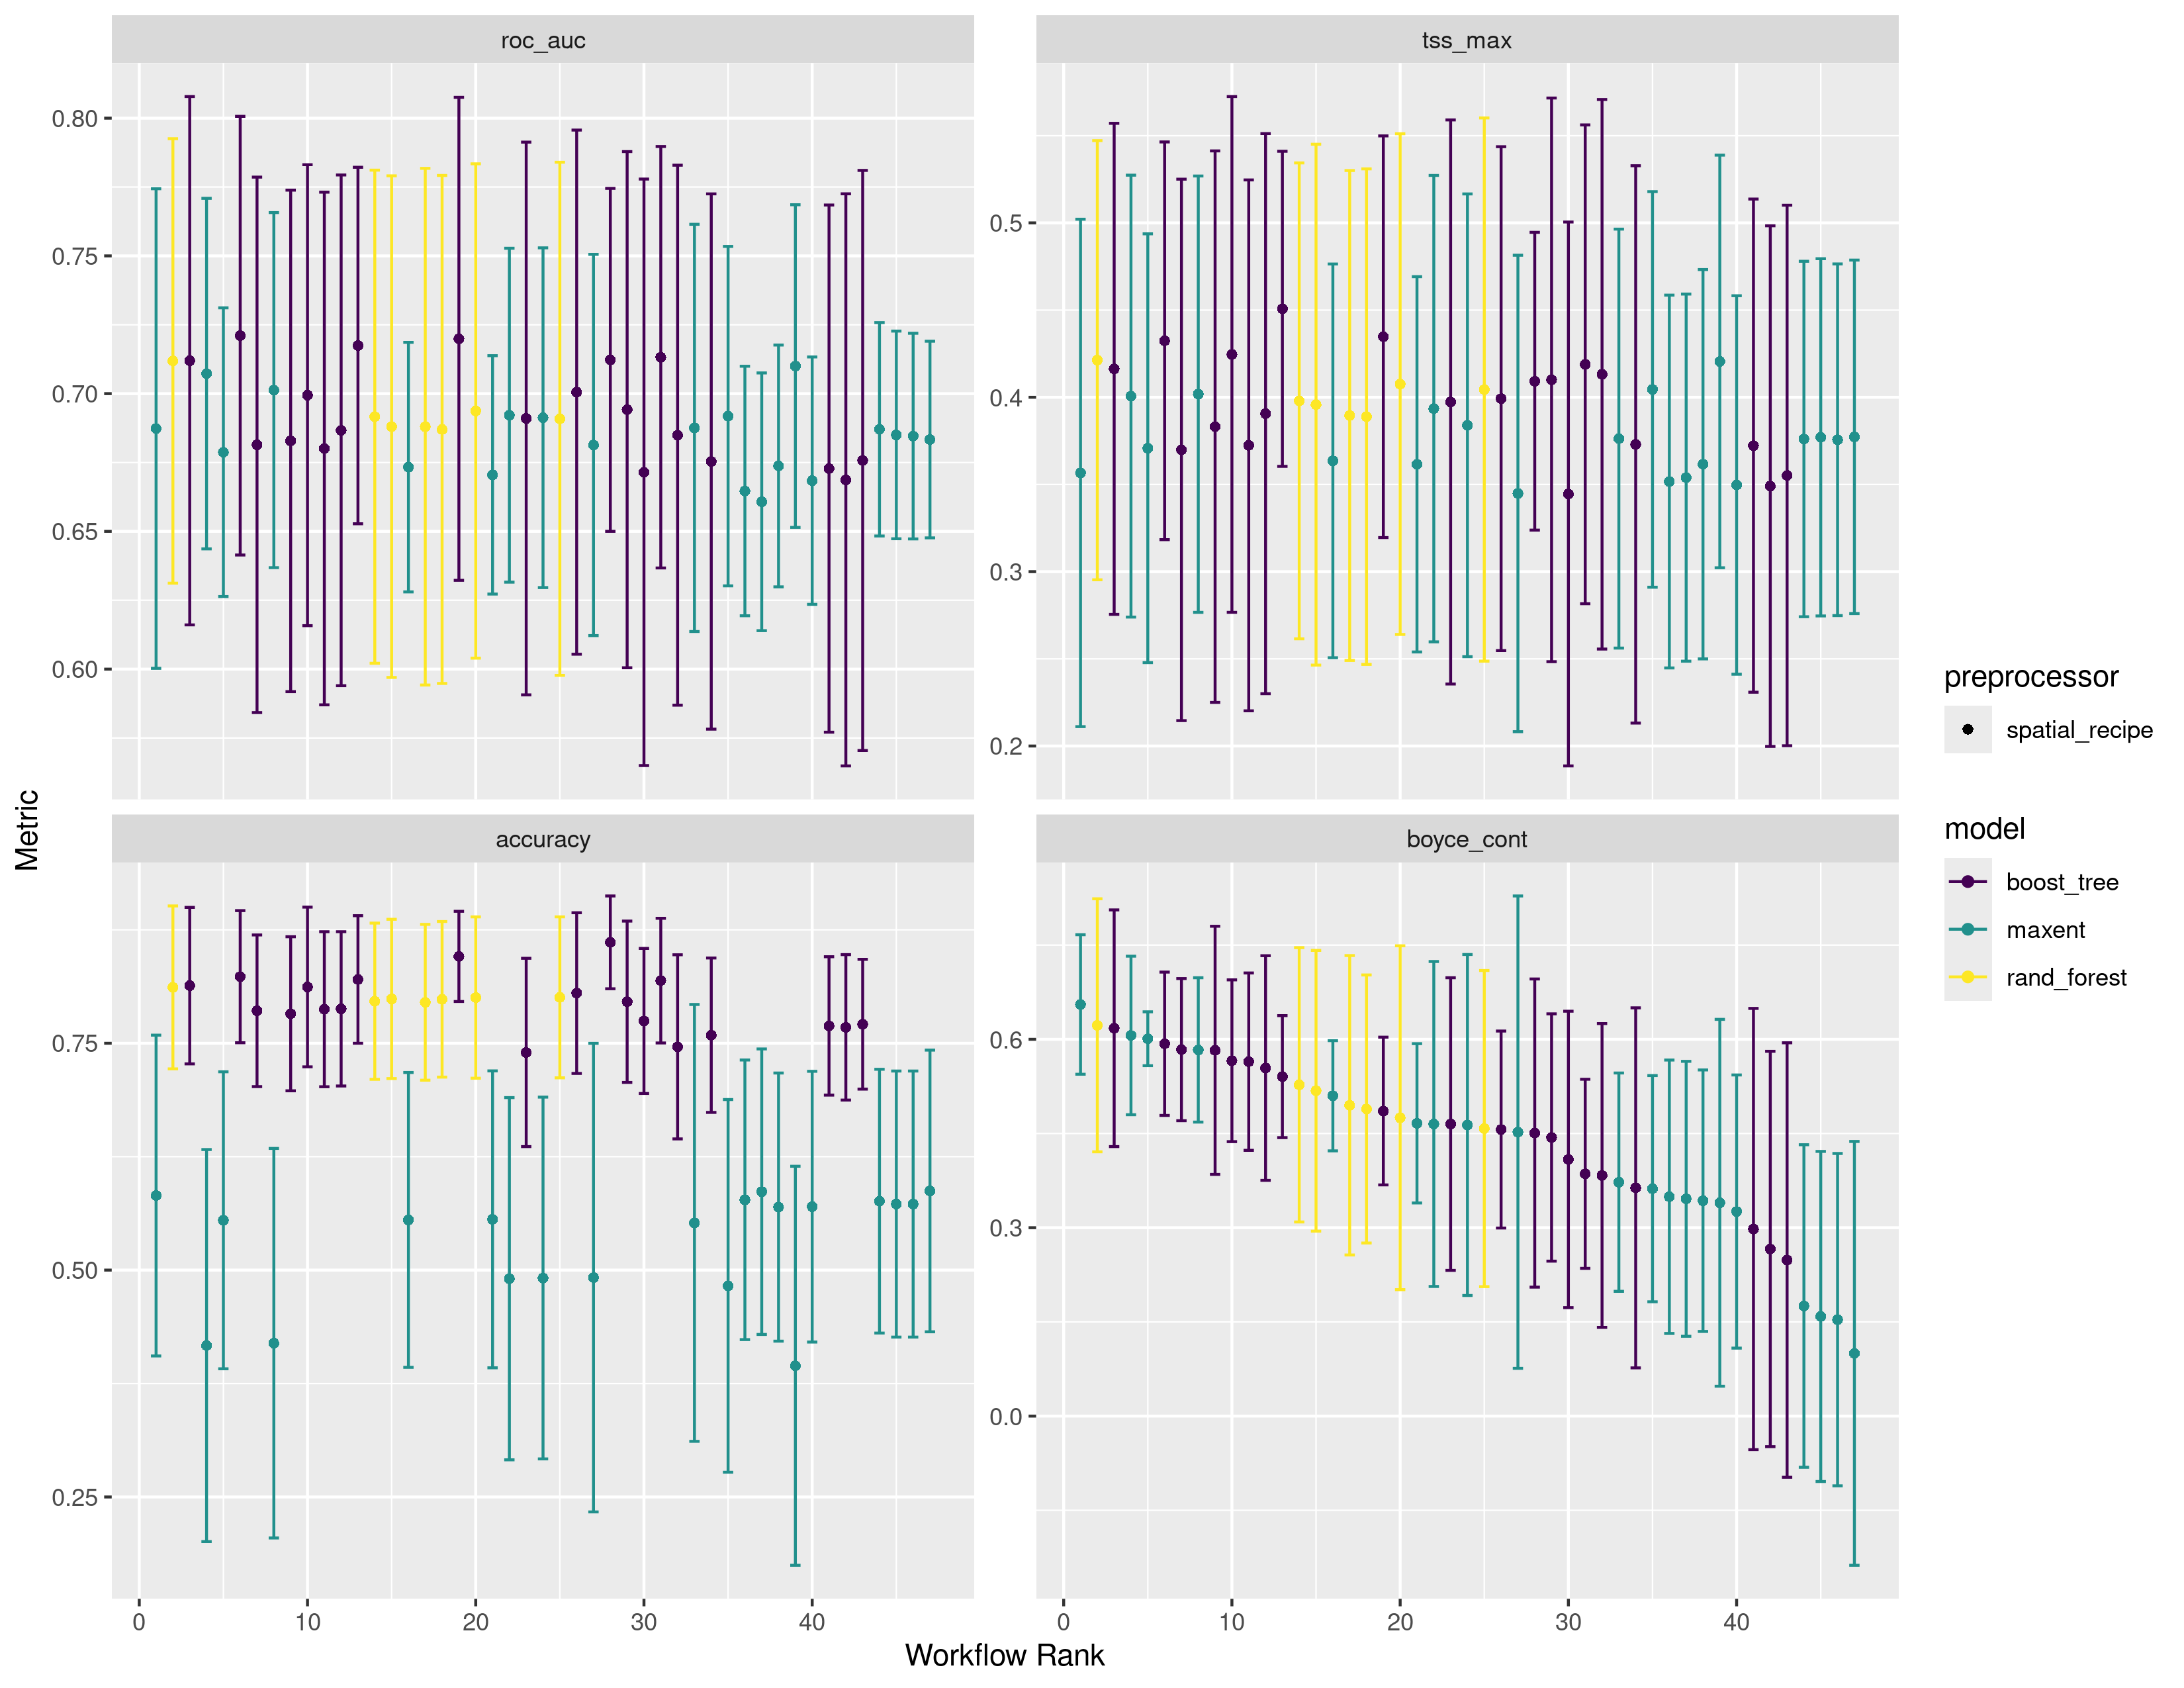 roc_auc
tss_max
0.80
0.75
0.70
0.65
0.60
0.5
0.4
0.3
0.2
accuracy
boyce_cont
0.75
0.50
0.25
0.6
0.3
0.0
0 10 20 30 40
0 10 20 30 40
Workflow Rank
Metric
preprocessor
spatial_recipe
model
boost_tree
maxent
rand_forest